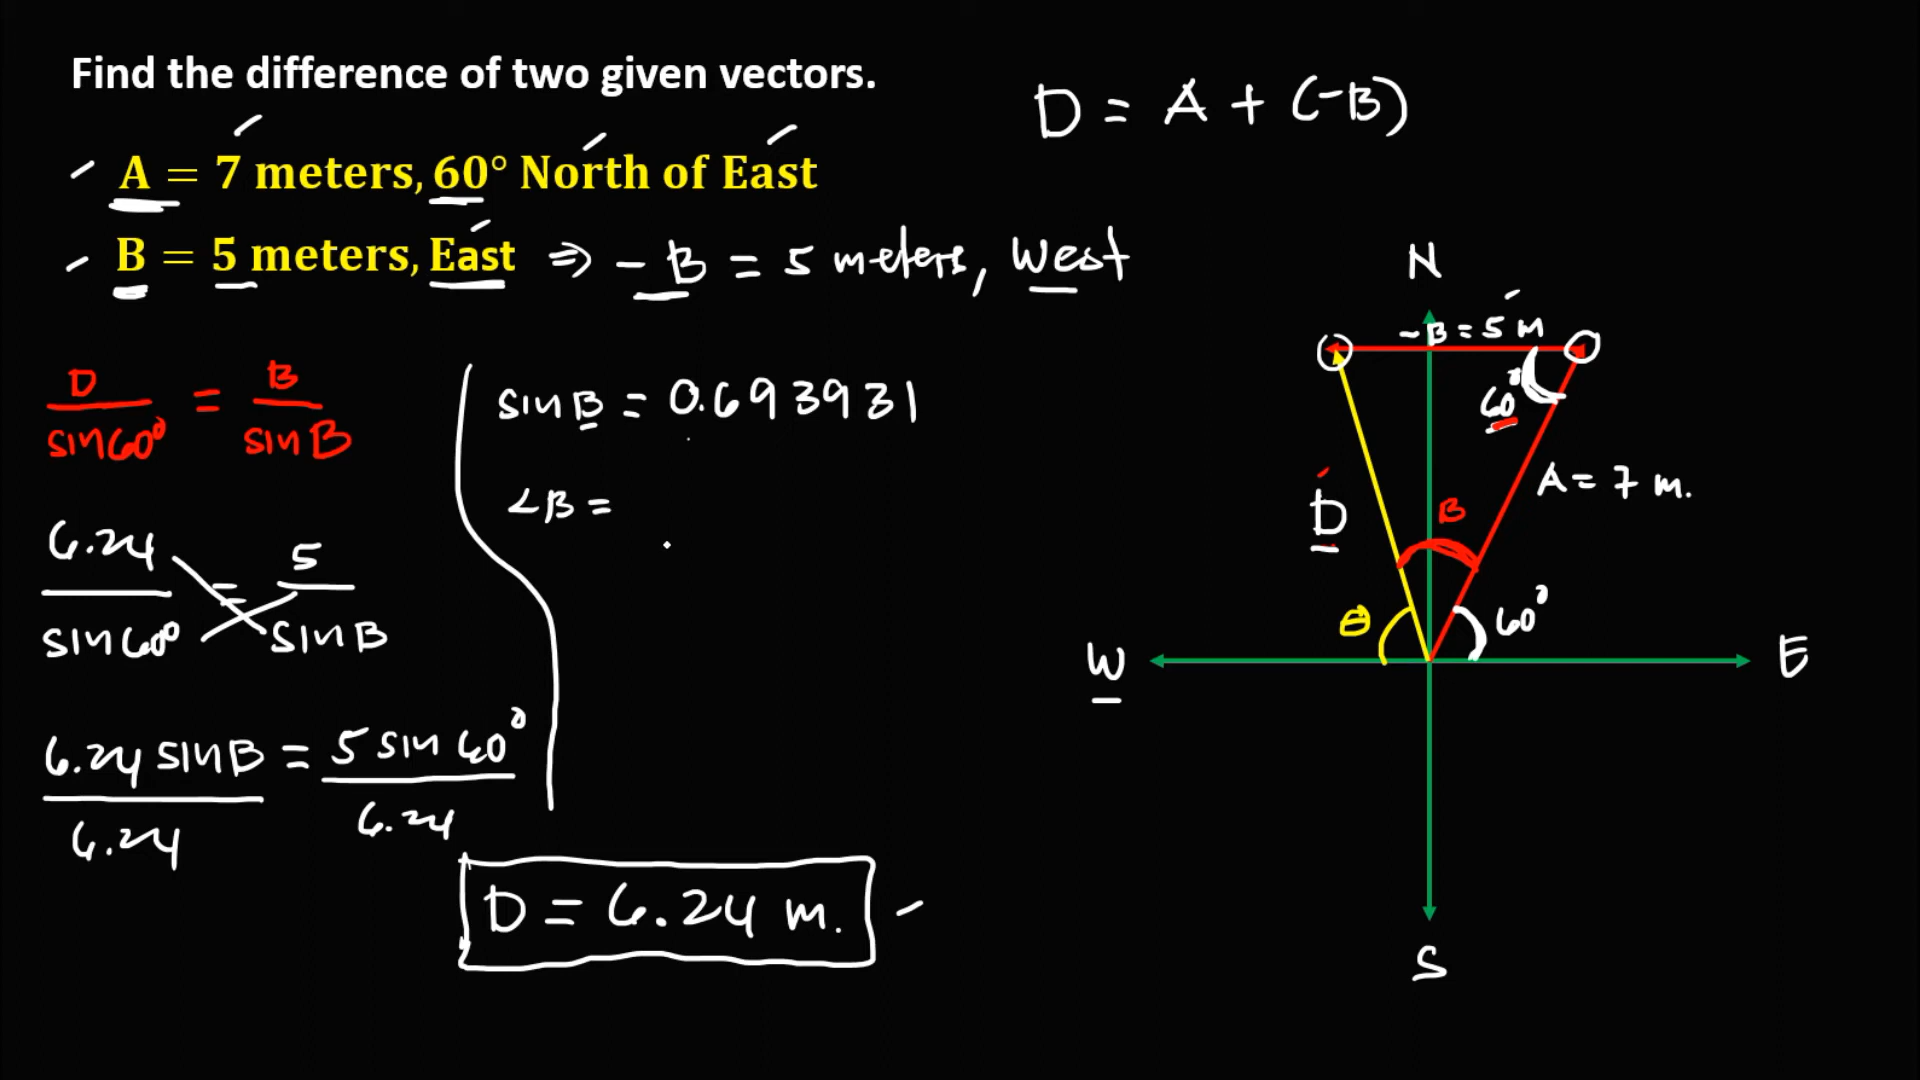 Find the difference of two given vectors.
D = A + (-B)
A = 7 meters, 60° North of East
B = 5 meters, East ⇒ -B = 5 meters, West
D/sin60° = B/sinB
6.24/sin60° = 5/sinB
6.24 sinB/6.24 = 5 sin60°/6.24
sinB = 0.693931
∠B =
D = 6.24 m.
N
-B = 5 m
60°
A = 7 m.
D
B
θ
60°
W
E
S